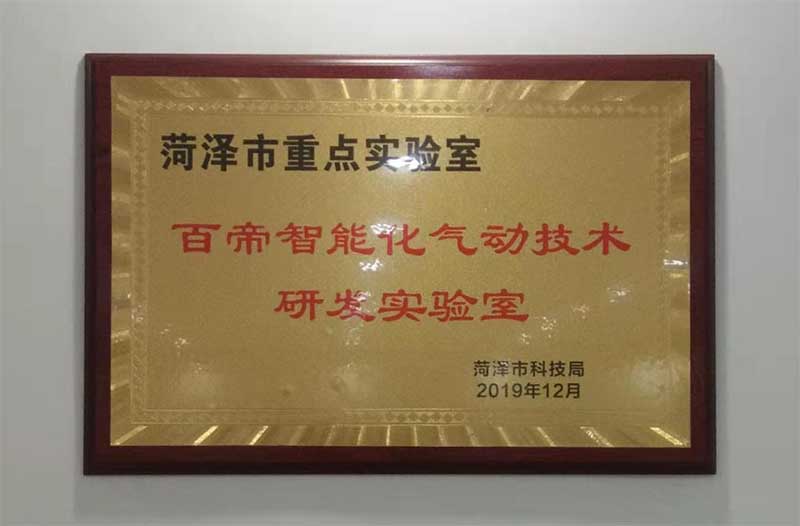 菏泽市重点实验室
百帝智能化气动技术
研发实验室
菏泽市科技局
2019年12月